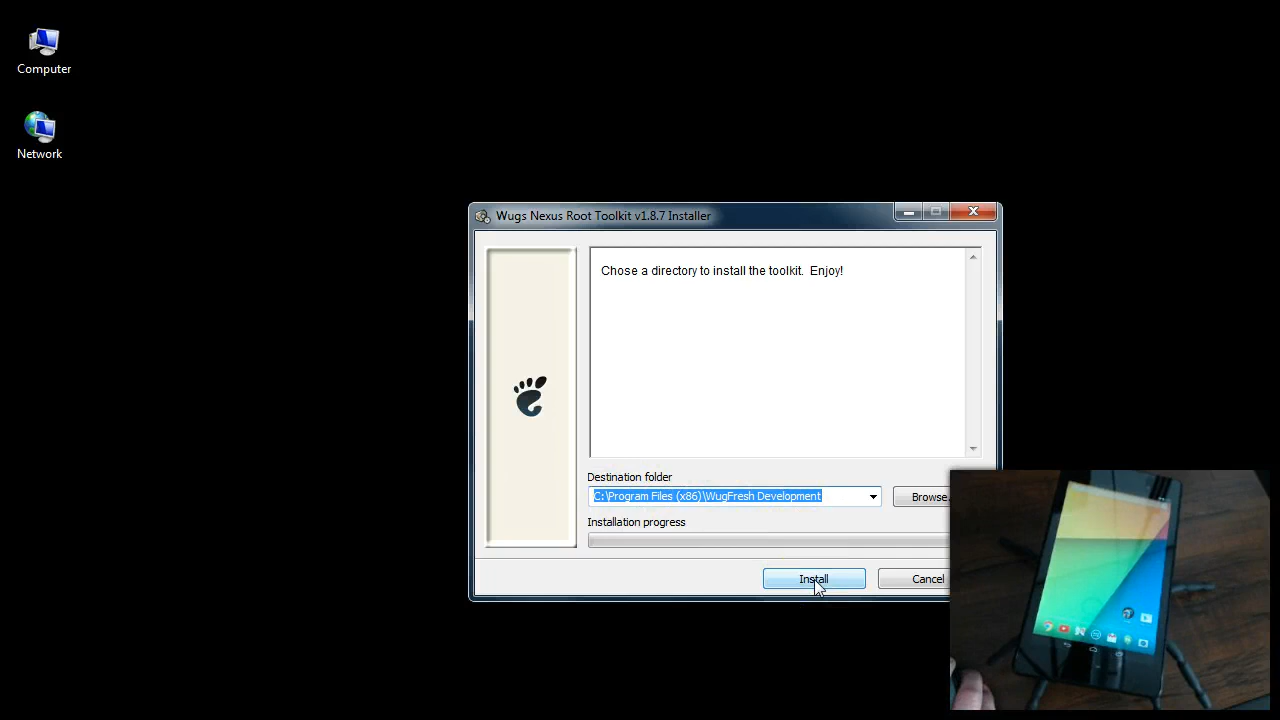 Computer
Network
Wugs Nexus Root Toolkit v1.8.7 Installer
Chose a directory to install the toolkit. Enjoy!
Destination folder
C:\Program Files (x86)\WugFresh Development
Browse.
Installation progress
Install
Cancel